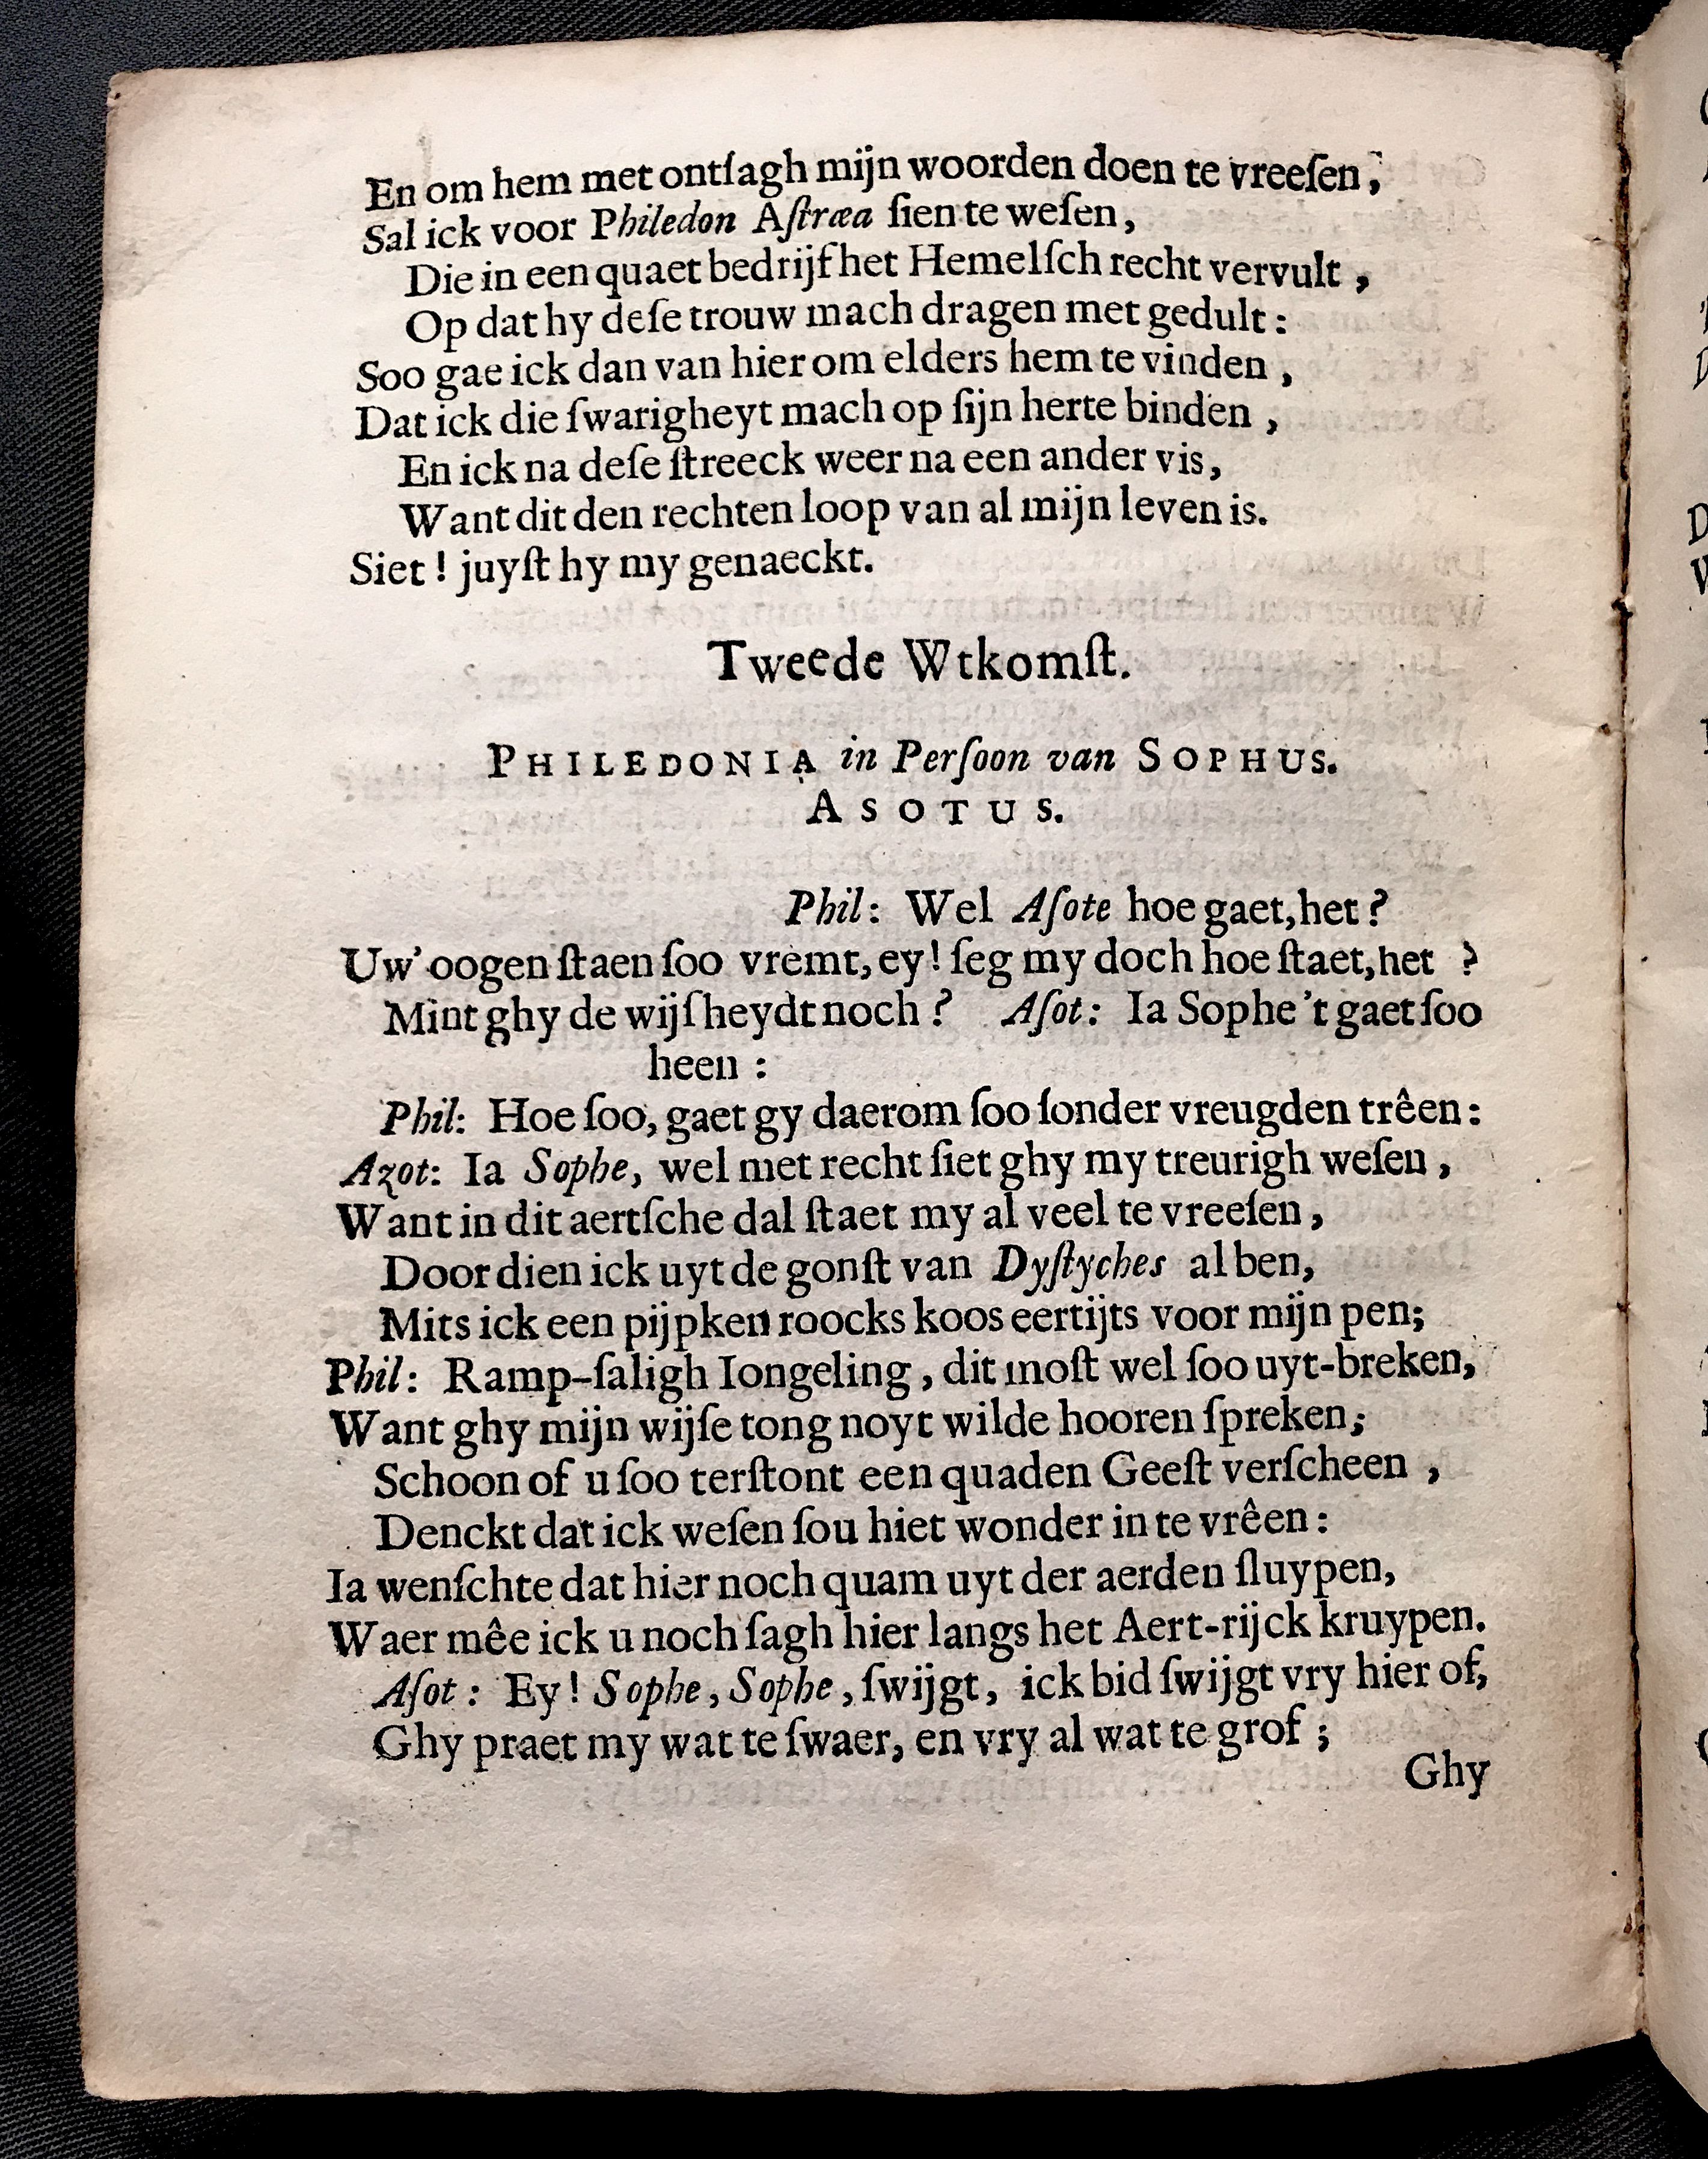 En om hem met ontſagh mijn woorden doen te vreeſen,
Sal ick voor Philedon Aſtræa ſien te weſen,
Die in een quaet bedrijf het Hemelſch recht vervult,
Op dat hy deſe trouw mach dragen met gedult:
Soo gae ick dan van hier om elders hem te vinden,
Dat ick die ſwarigheyt mach op ſijn herte binden,
En ick na deſe ſtreeck weer na een ander vis,
Want dit den rechten loop van al mijn leven is.
Siet! juyſt hy my genaeckt.
Tweede Wtkomſt.
PHILEDONIA in Perſoon van SOPHUS.
ASOTUS.
Phil: Wel Aſote hoe gaet, het?
Uw' oogen ſtaen ſoo vremt, ey! ſeg my doch hoe ſtaet, het?
Mint ghy de wijſheydt noch? Aſot: Ia Sophe 't gaet ſoo
heen:
Phil: Hoe ſoo, gaet gy daerom ſoo ſonder vreugden trêen:
Azot: Ia Sophe, wel met recht ſiet ghy my treurigh weſen,
Want in dit aertſche dal ſtaet my al veel te vreeſen,
Door dien ick uyt de gonſt van Dyſtyches al ben,
Mits ick een pijpken roocks koos eertijts voor mijn pen;
Phil: Ramp-ſaligh Iongeling, dit moſt wel ſoo uyt-breken,
Want ghy mijn wijſe tong noyt wilde hooren ſpreken;
Schoon of u ſoo terſtont een quaden Geeſt verſcheen,
Denckt dat ick weſen ſou hiet wonder in te vrêen:
Ia wenſchte dat hier noch quam uyt der aerden ſluypen,
Waer mêe ick u noch ſagh hier langs het Aert-rijck kruypen.
Aſot: Ey! Sophe, Sophe, ſwijgt, ick bid ſwijgt vry hier of,
Ghy praet my wat te ſwaer, en vry al wat te grof;
Ghy